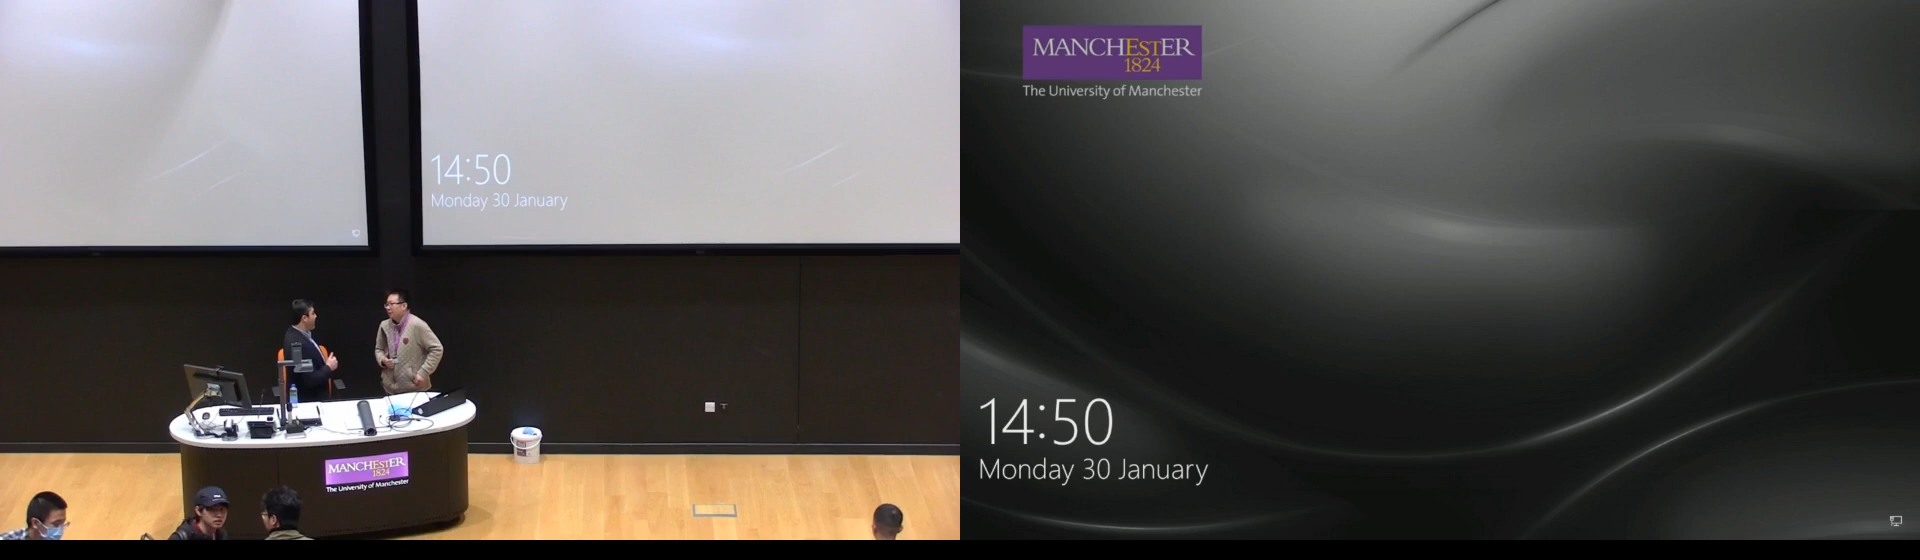 14:50
Monday 30 January
MANCHESTER
1824
The University of Manchester
MANCHESTER
1824
The University of Manchester
14:50
Monday 30 January